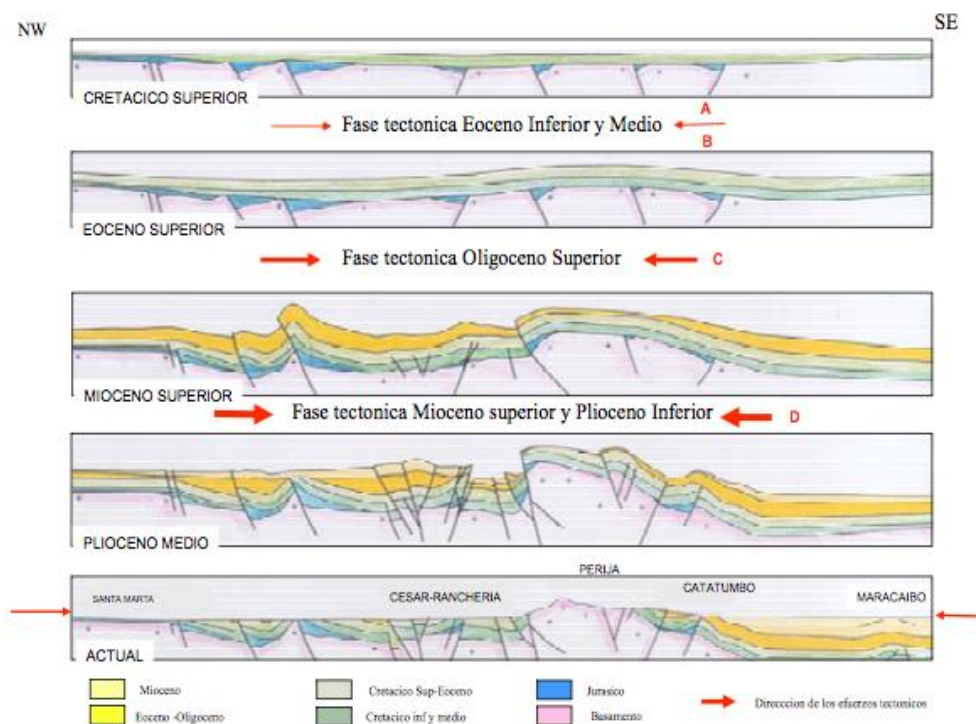 NW
SE
CRETACICO SUPERIOR
A
Fase tectonica Eoceno Inferior y Medio
B
EOCENO SUPERIOR
Fase tectonica Oligoceno Superior
C
MIOCENO SUPERIOR
Fase tectonica Mioceno superior y Plioceno Inferior
D
PLIOCENO MEDIO
PERIJA
SANTA MARTA
CESAR-RANCHERIA
CATATUMBO
MARACAIBO
ACTUAL
Mioceno
Cretacico Sup-Eoceno
Jurasico
Direcccion de los efuerzos tectonicos
Eoceno -Oligoceno
Cretacico inf y medio
Basamento